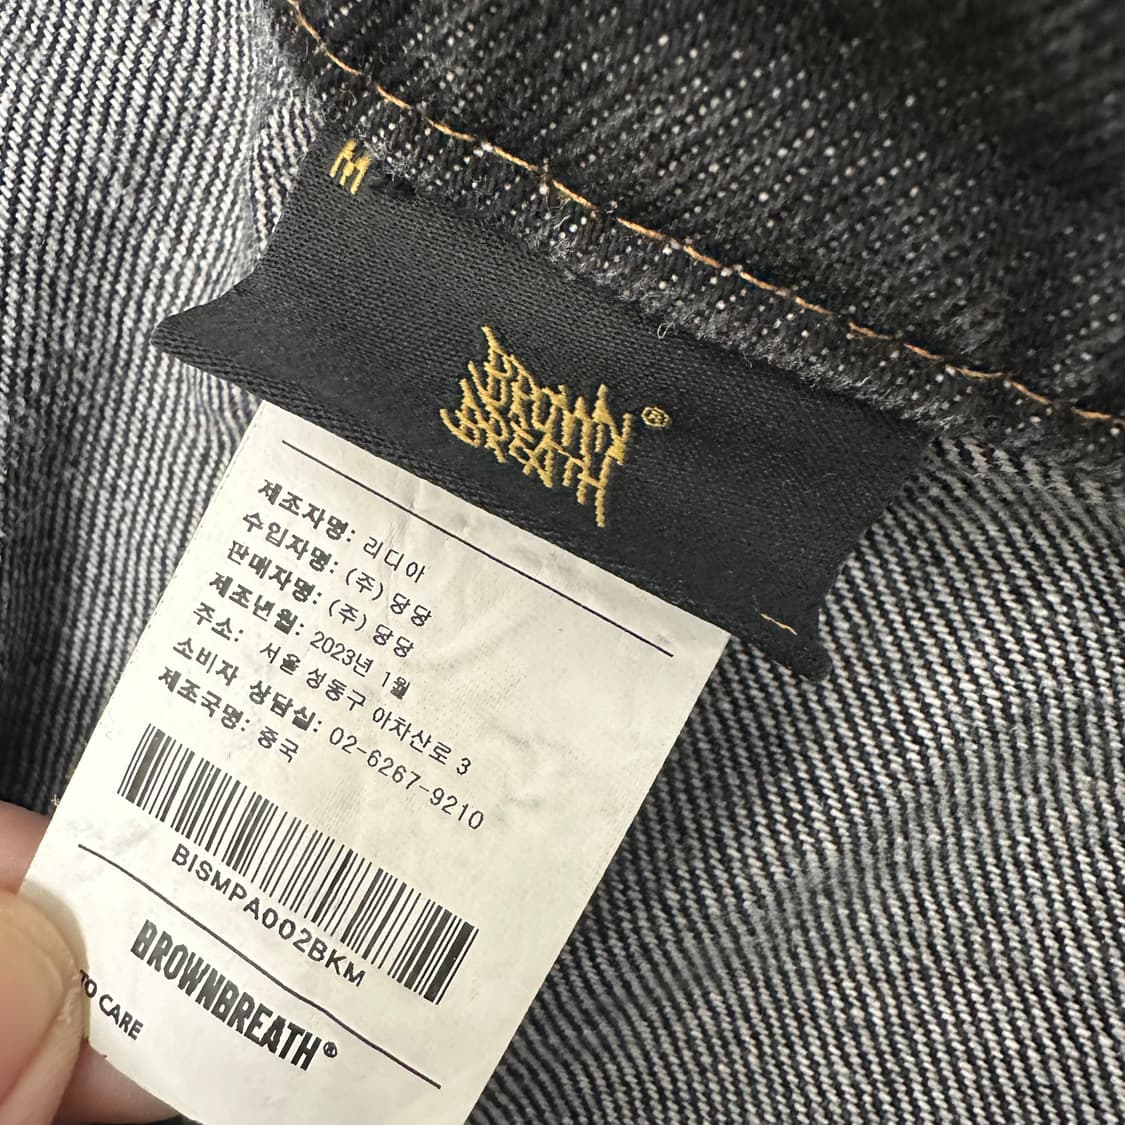 M
BROWN
BREATH®
제조자명: 리디아
수입자명: (주) 당당
판매자명: (주) 당당
제조년월: 2023년 1월
주소: 서울 성동구 아차산로 3
소비자 상담실: 02-6267-9210
제조국명: 중국
BISMPA002BKM
BROWNBREATH®
TO CARE